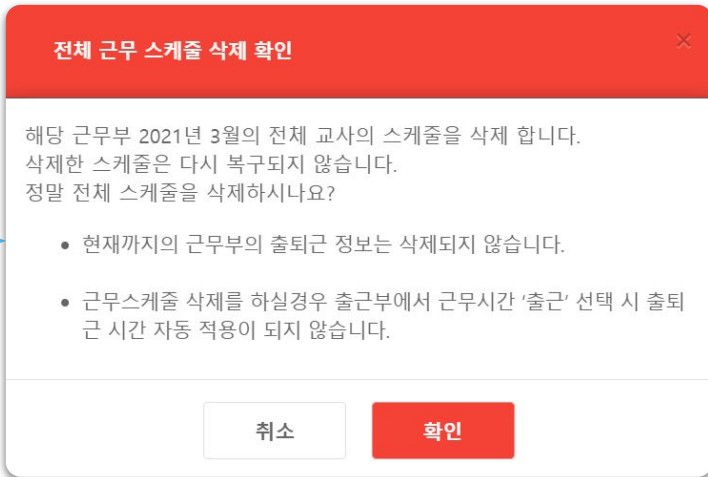 전체 근무 스케줄 삭제 확인
×
해당 근무부 2021년 3월의 전체 교사의 스케줄을 삭제 합니다.
삭제한 스케줄은 다시 복구되지 않습니다.
정말 전체 스케줄을 삭제하시나요?
• 현재까지의 근무부의 출퇴근 정보는 삭제되지 않습니다.
• 근무스케줄 삭제를 하실경우 출근부에서 근무시간 ‘출근’ 선택 시 출퇴
근 시간 자동 적용이 되지 않습니다.
취소
확인